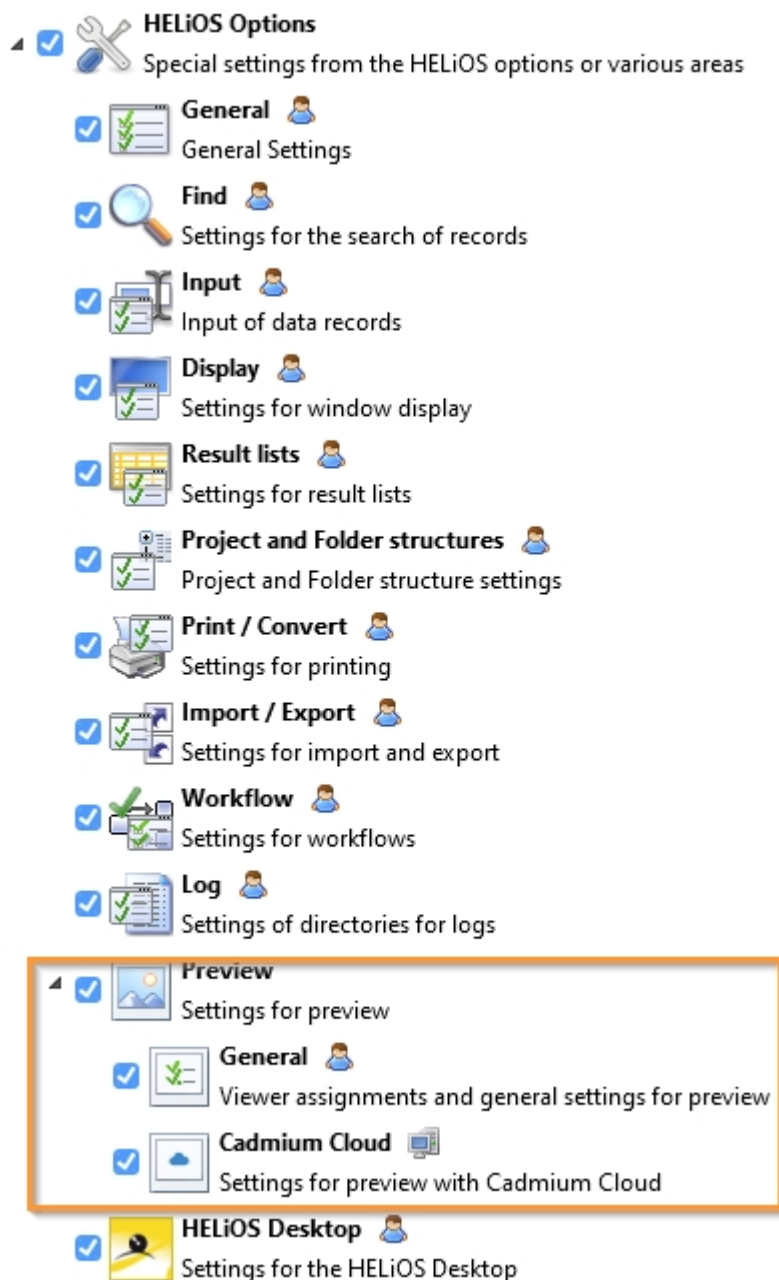 HELiOS Options
Special settings from the HELiOS options or various areas
General
General Settings
Find
Settings for the search of records
Input
Input of data records
Display
Settings for window display
Result lists
Settings for result lists
Project and Folder structures
Project and Folder structure settings
Print / Convert
Settings for printing
Import / Export
Settings for import and export
Workflow
Settings for workflows
Log
Settings of directories for logs
Preview
Settings for preview
General
Viewer assignments and general settings for preview
Cadmium Cloud
Settings for preview with Cadmium Cloud
HELiOS Desktop
Settings for the HELiOS Desktop